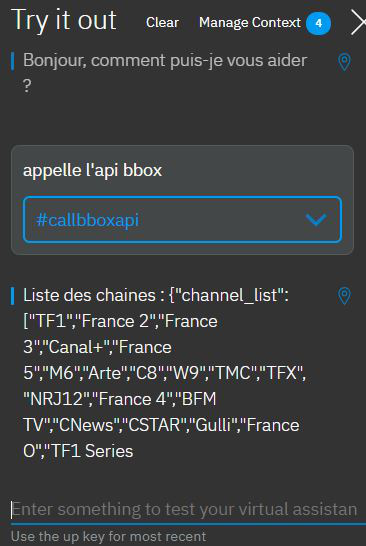 Try it out Clear Manage Context 4
Bonjour, comment puis-je vous aider
?
appelle l'api bbox
#callbboxapi
Liste des chaines : {"channel_list":
["TF1","France 2","France
3","Canal+","France
5","M6","Arte","C8","W9","TMC","TFX",
"NRJ12","France 4","BFM
TV","CNews","CSTAR","Gulli","France
O","TF1 Series
Enter something to test your virtual assistan
Use the up key for most recent